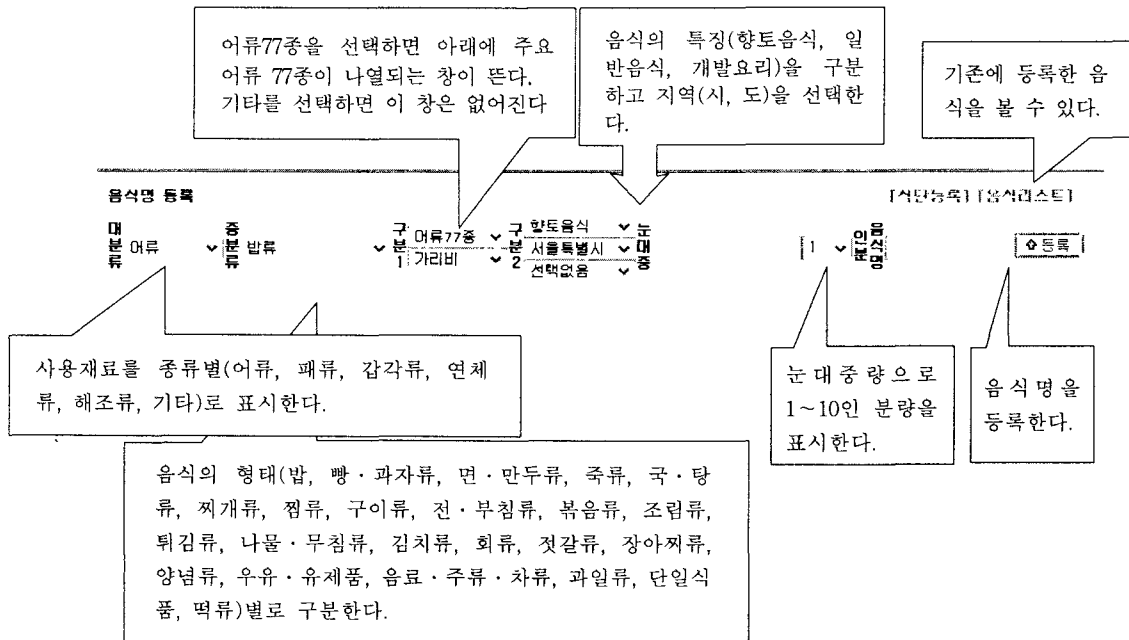 어류77종을 선택하면 아래에 주요
어류 77종이 나열되는 창이 뜬다.
기타를 선택하면 이 창은 없어진다
음식의 특징(향토음식, 일
반음식, 개발요리)을 구분
하고 지역(시, 도)을 선택한
다.
기존에 등록한 음
식을 볼 수 있다.
음식명 등록
[식단등록] [음식리스트]
대분류 어류
중분류 밥류
구분1 어류77종
가리비
구분2 향토음식
서울특별시
선택없음
눈대중
1 인분
음식명
등록
사용재료를 종류별(어류, 패류, 갑각류, 연체
류, 해조류, 기타)로 표시한다.
눈대중량으로
1~10인 분량을
표시한다.
음식명을
등록한다.
음식의 형태(밥, 빵·과자류, 면·만두류, 죽류, 국·탕
류, 찌개류, 찜류, 구이류, 전·부침류, 볶음류, 조림류,
튀김류, 나물·무침류, 김치류, 회류, 젓갈류, 장아찌류,
양념류, 우유·유제품, 음료·주류·차류, 과일류, 단일식
품, 떡류)별로 구분한다.